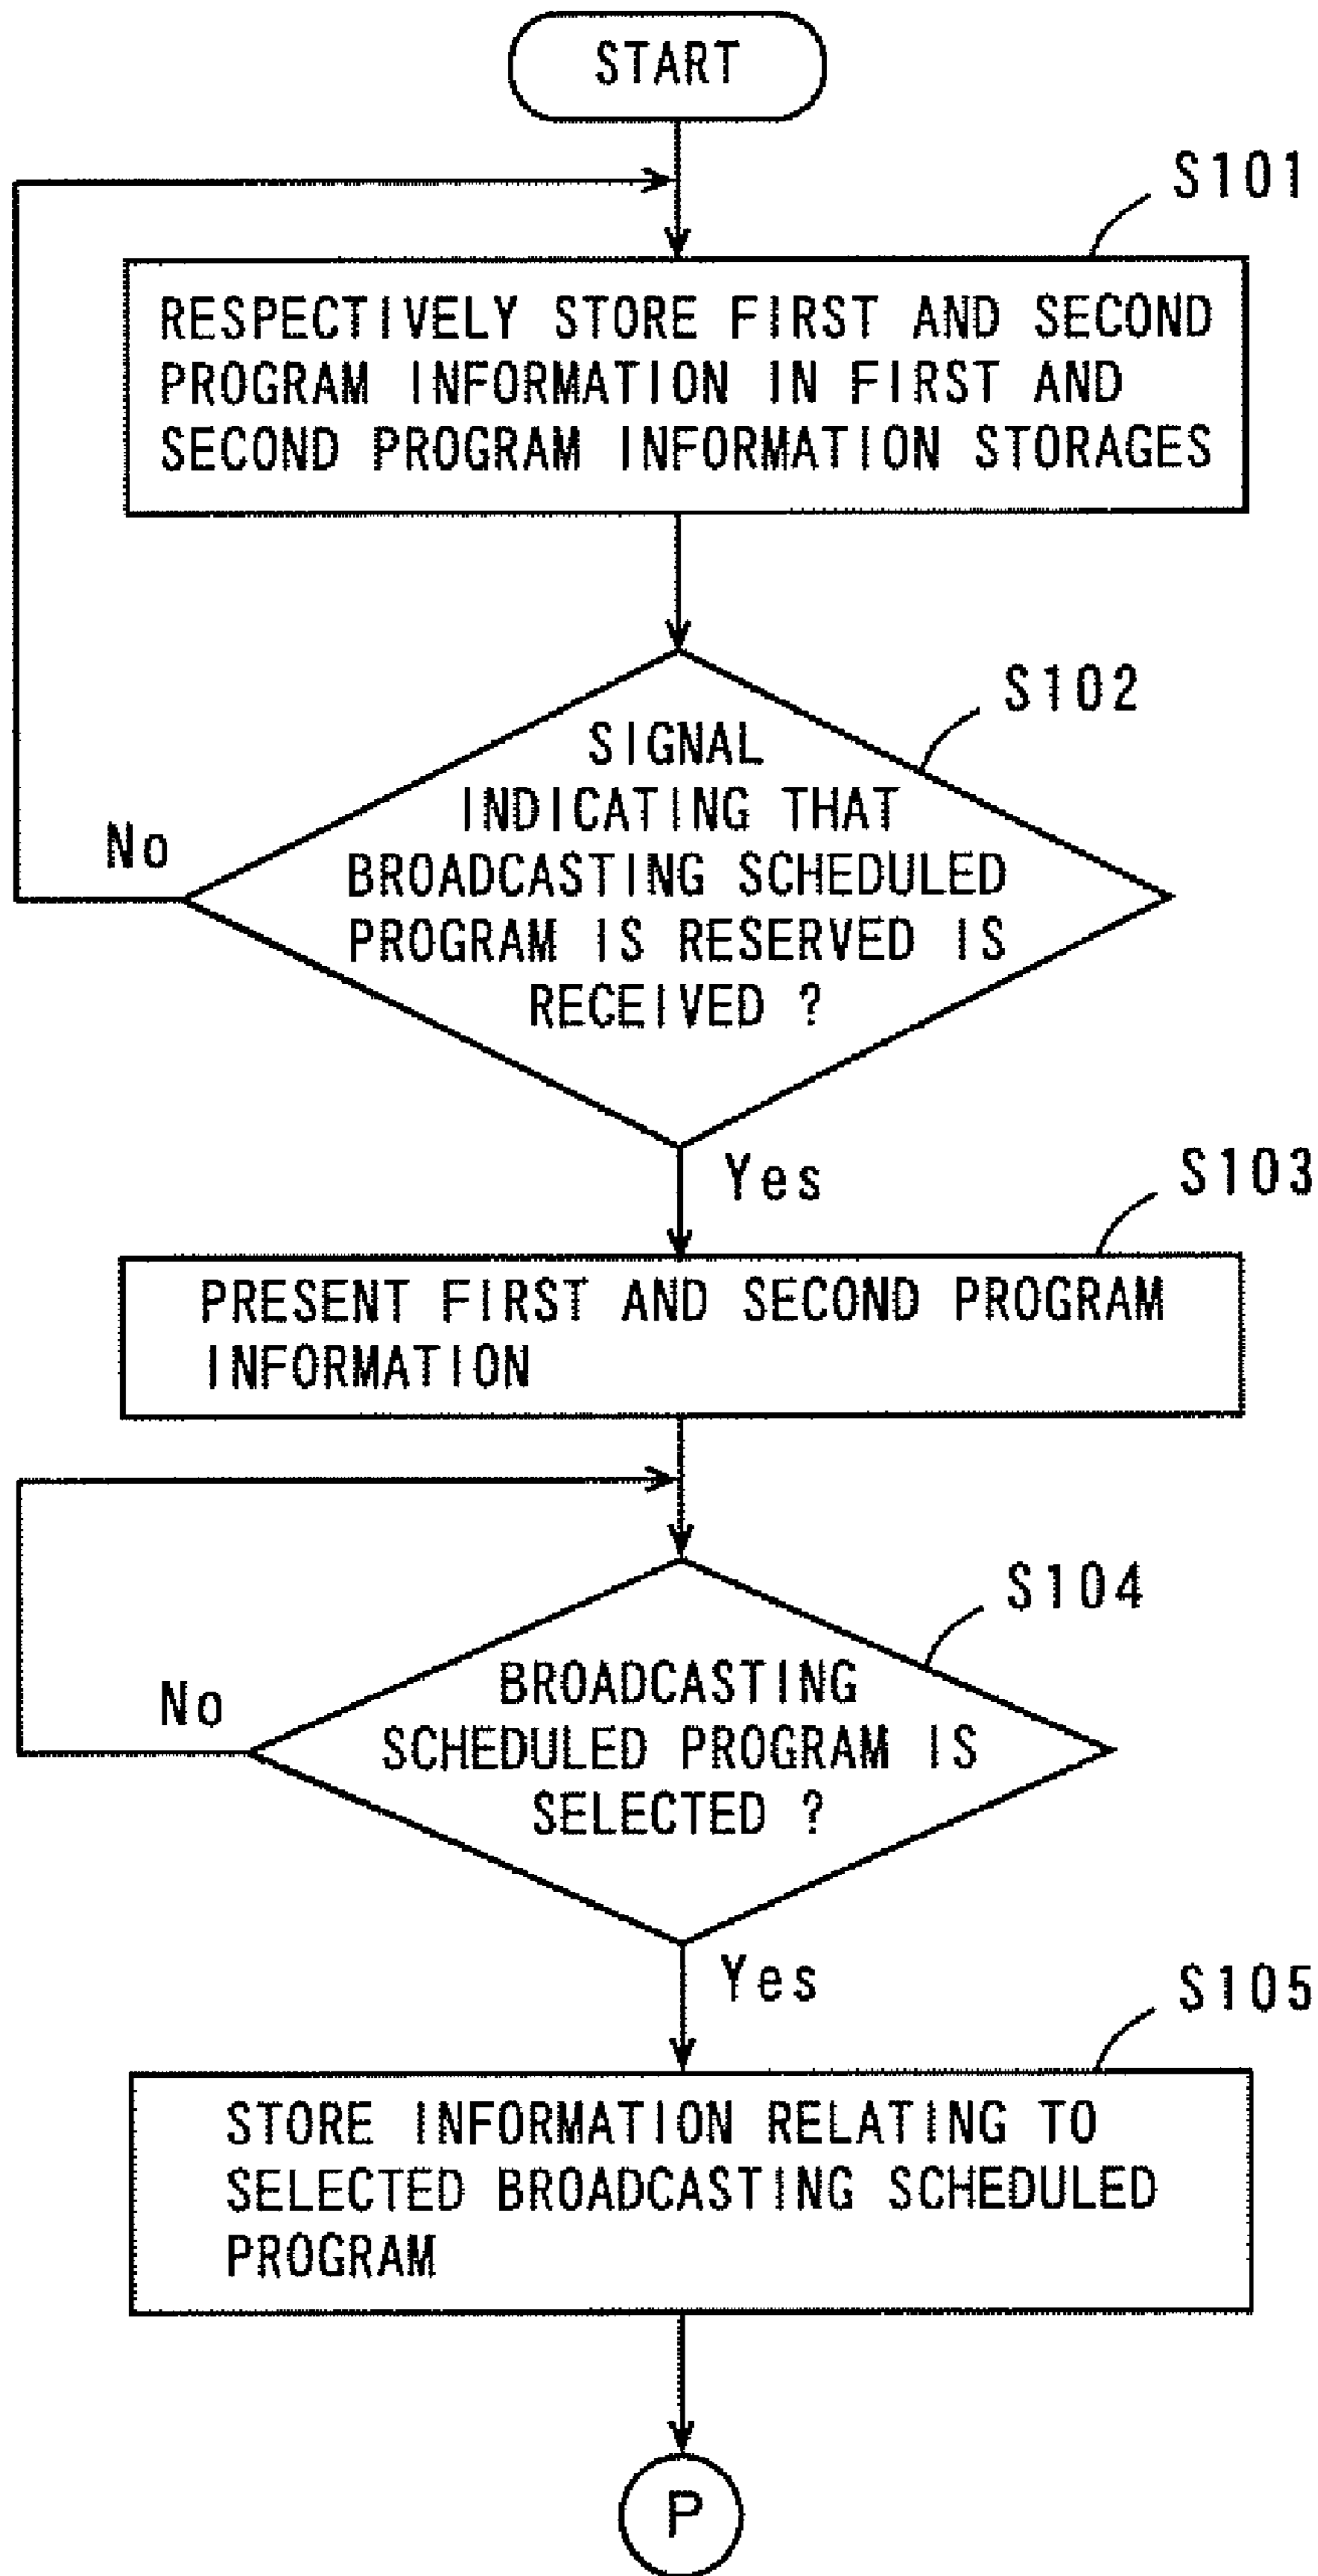 START
S101
RESPECTIVELY STORE FIRST AND SECOND
PROGRAM INFORMATION IN FIRST AND
SECOND PROGRAM INFORMATION STORAGES
S102
SIGNAL
INDICATING THAT
No
BROADCASTING SCHEDULED
PROGRAM IS RESERVED IS
RECEIVED ?
Yes
S103
PRESENT FIRST AND SECOND PROGRAM
INFORMATION
S104
BROADCASTING
No
SCHEDULED PROGRAM IS
SELECTED ?
Yes
S105
STORE INFORMATION RELATING TO
SELECTED BROADCASTING SCHEDULED
PROGRAM
P